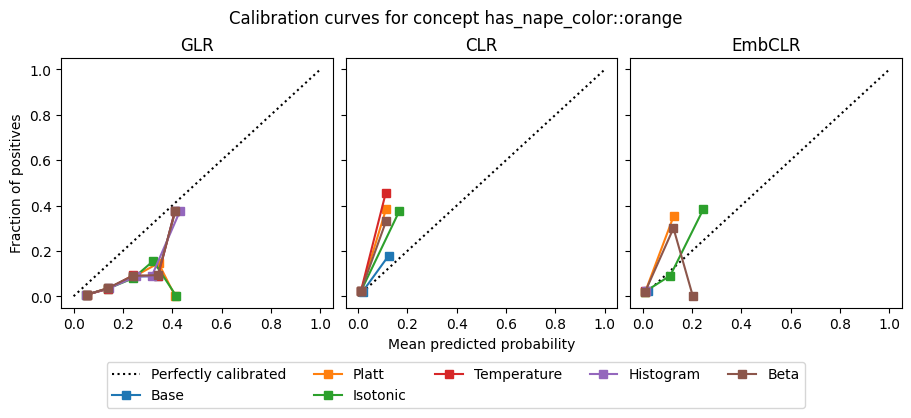 Calibration curves for concept has_nape_color::orange
GLR
CLR
EmbCLR
Fraction of positives
1.0
0.8
0.6
0.4
0.2
0.0
0.0 0.2 0.4 0.6 0.8 1.0
0.0 0.2 0.4 0.6 0.8 1.0
0.0 0.2 0.4 0.6 0.8 1.0
Mean predicted probability
Perfectly calibrated Platt Temperature Histogram Beta
Base Isotonic